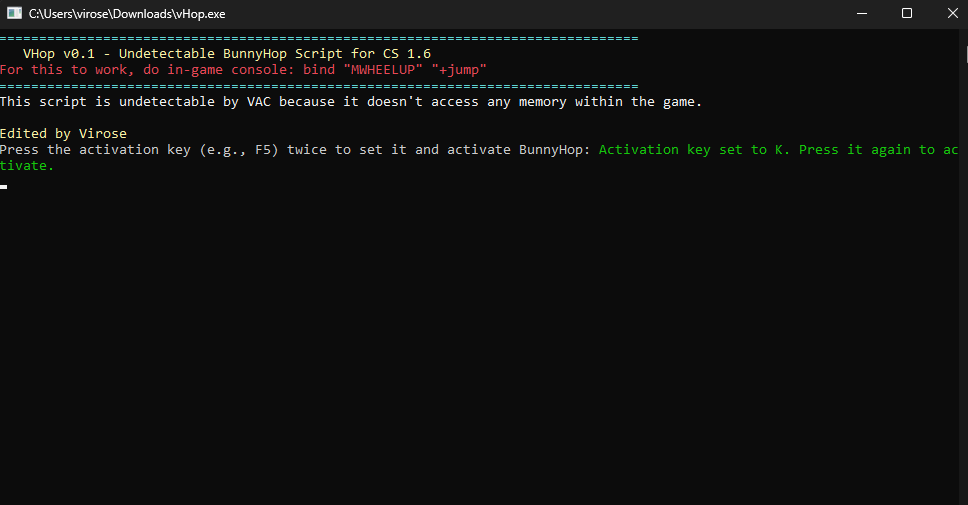 C:\Users\virose\Downloads\vHop.exe
================================================================================
VHop v0.1 - Undetectable BunnyHop Script for CS 1.6
For this to work, do in-game console: bind "MWHEELUP" "+jump"
================================================================================
This script is undetectable by VAC because it doesn't access any memory within the game.
Edited by Virose
Press the activation key (e.g., F5) twice to set it and activate BunnyHop: Activation key set to K. Press it again to ac
tivate.